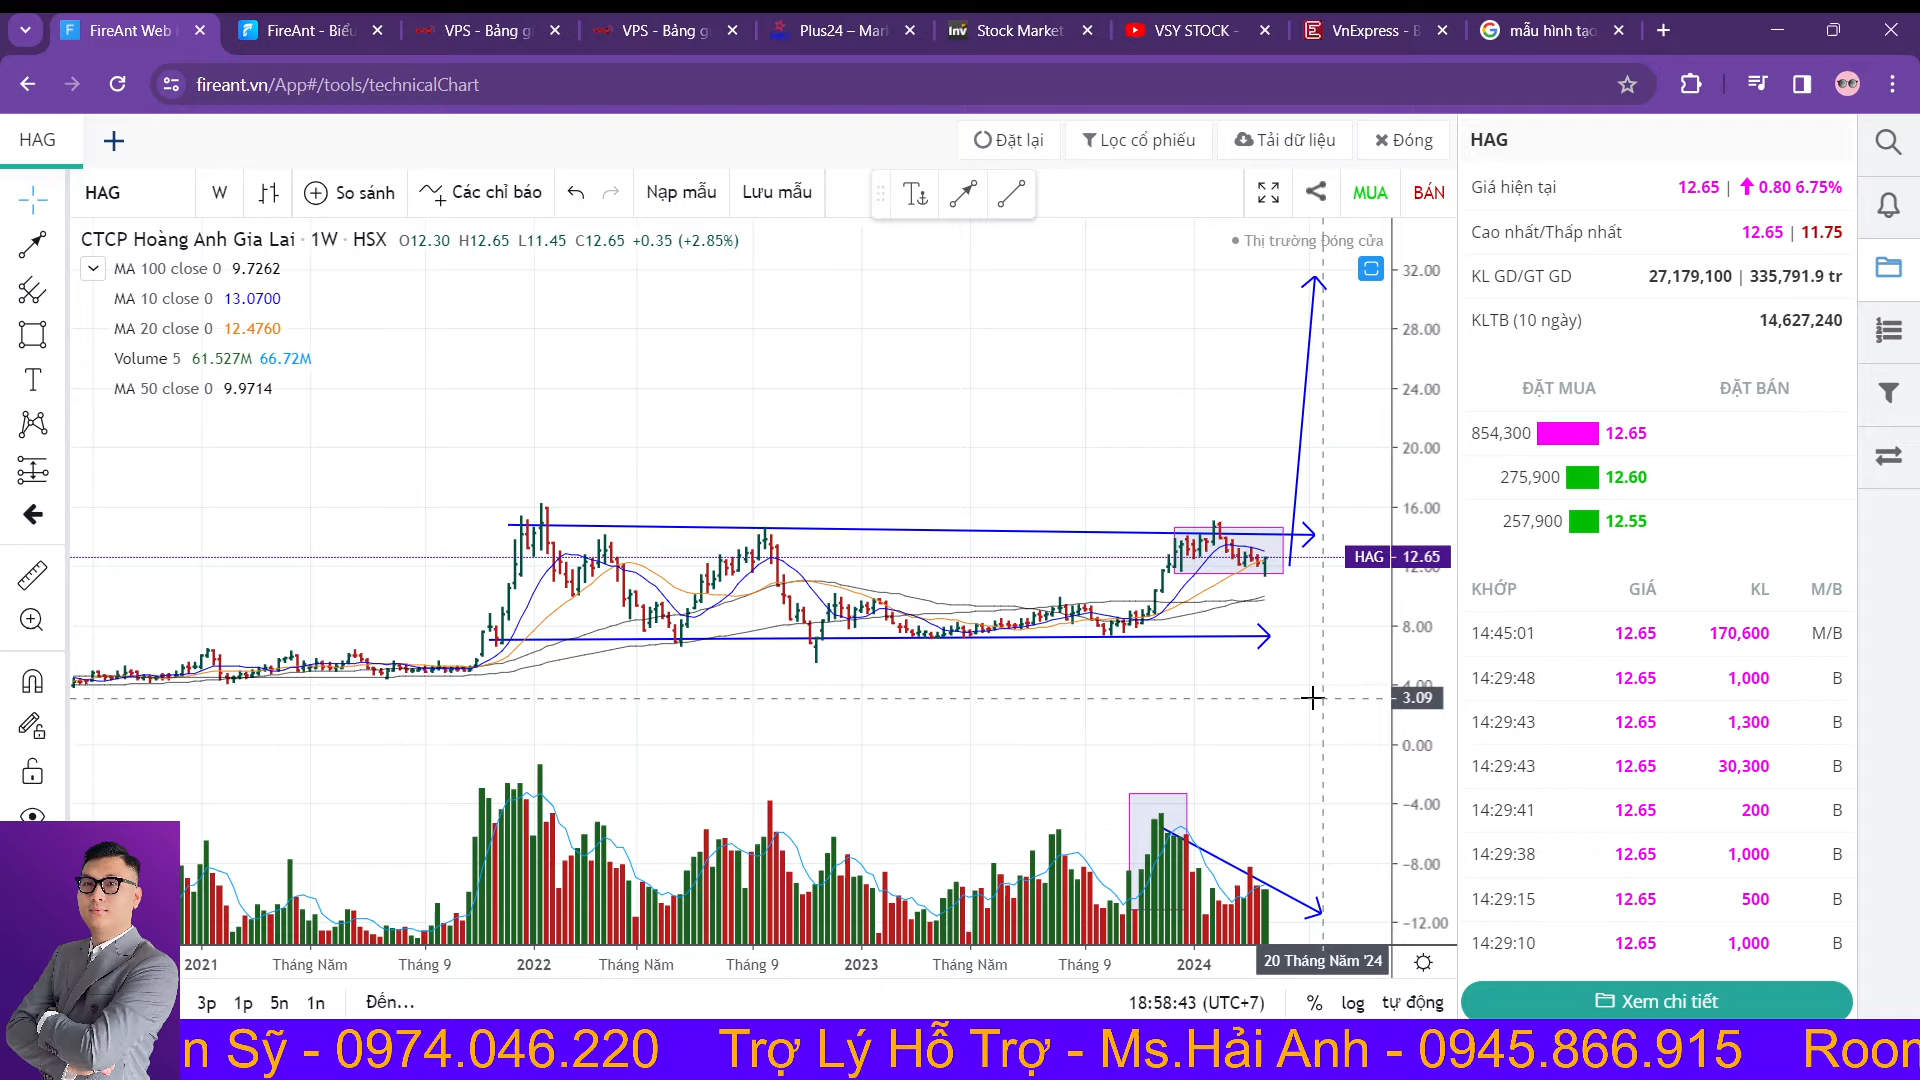 FireAnt Web
FireAnt - Biể
VPS - Bảng g
VPS - Bảng g
Plus24 – Mar
inv Stock Market
VSY STOCK -
VnExpress - B
mẫu hình tạo
fireant.vn/App#/tools/technicalChart
HAG
Đặt lại
Lọc cổ phiếu
Tải dữ liệu
Đóng
HAG W So sánh Các chỉ báo Nạp mẫu Lưu mẫu MUA BÁN
CTCP Hoàng Anh Gia Lai · 1W · HSX O12.30 H12.65 L11.45 C12.65 +0.35 (+2.85%)
Thị trường Đóng cửa
MA 100 close 0 9.7262
MA 10 close 0 13.0700
MA 20 close 0 12.4760
Volume 5 61.527M 66.72M
MA 50 close 0 9.9714
32.00
28.00
24.00
20.00
16.00
HAG 12.65
12.00
8.00
4.00
3.09
0.00
−4.00
−8.00
−12.00
2021 Tháng Năm Tháng 9 2022 Tháng Năm Tháng 9 2023 Tháng Năm Tháng 9 2024 20 Tháng Năm '24
3p 1p 5n 1n Đến... 18:58:43 (UTC+7) % log tự động
HAG
Giá hiện tại 12.65 | 0.80 6.75%
Cao nhất/Thấp nhất 12.65 | 11.75
KL GD/GT GD 27,179,100 | 335,791.9 tr
KLTB (10 ngày) 14,627,240
ĐẶT MUA ĐẶT BÁN
854,300 12.65
275,900 12.60
257,900 12.55
KHỚP GIÁ KL M/B
14:45:01 12.65 170,600 M/B
14:29:48 12.65 1,000 B
14:29:43 12.65 1,300 B
14:29:43 12.65 30,300 B
14:29:41 12.65 200 B
14:29:38 12.65 1,000 B
14:29:15 12.65 500 B
14:29:10 12.65 1,000 B
Xem chi tiết
n Sỹ - 0974.046.220 Trợ Lý Hỗ Trợ - Ms.Hải Anh - 0945.866.915 Room